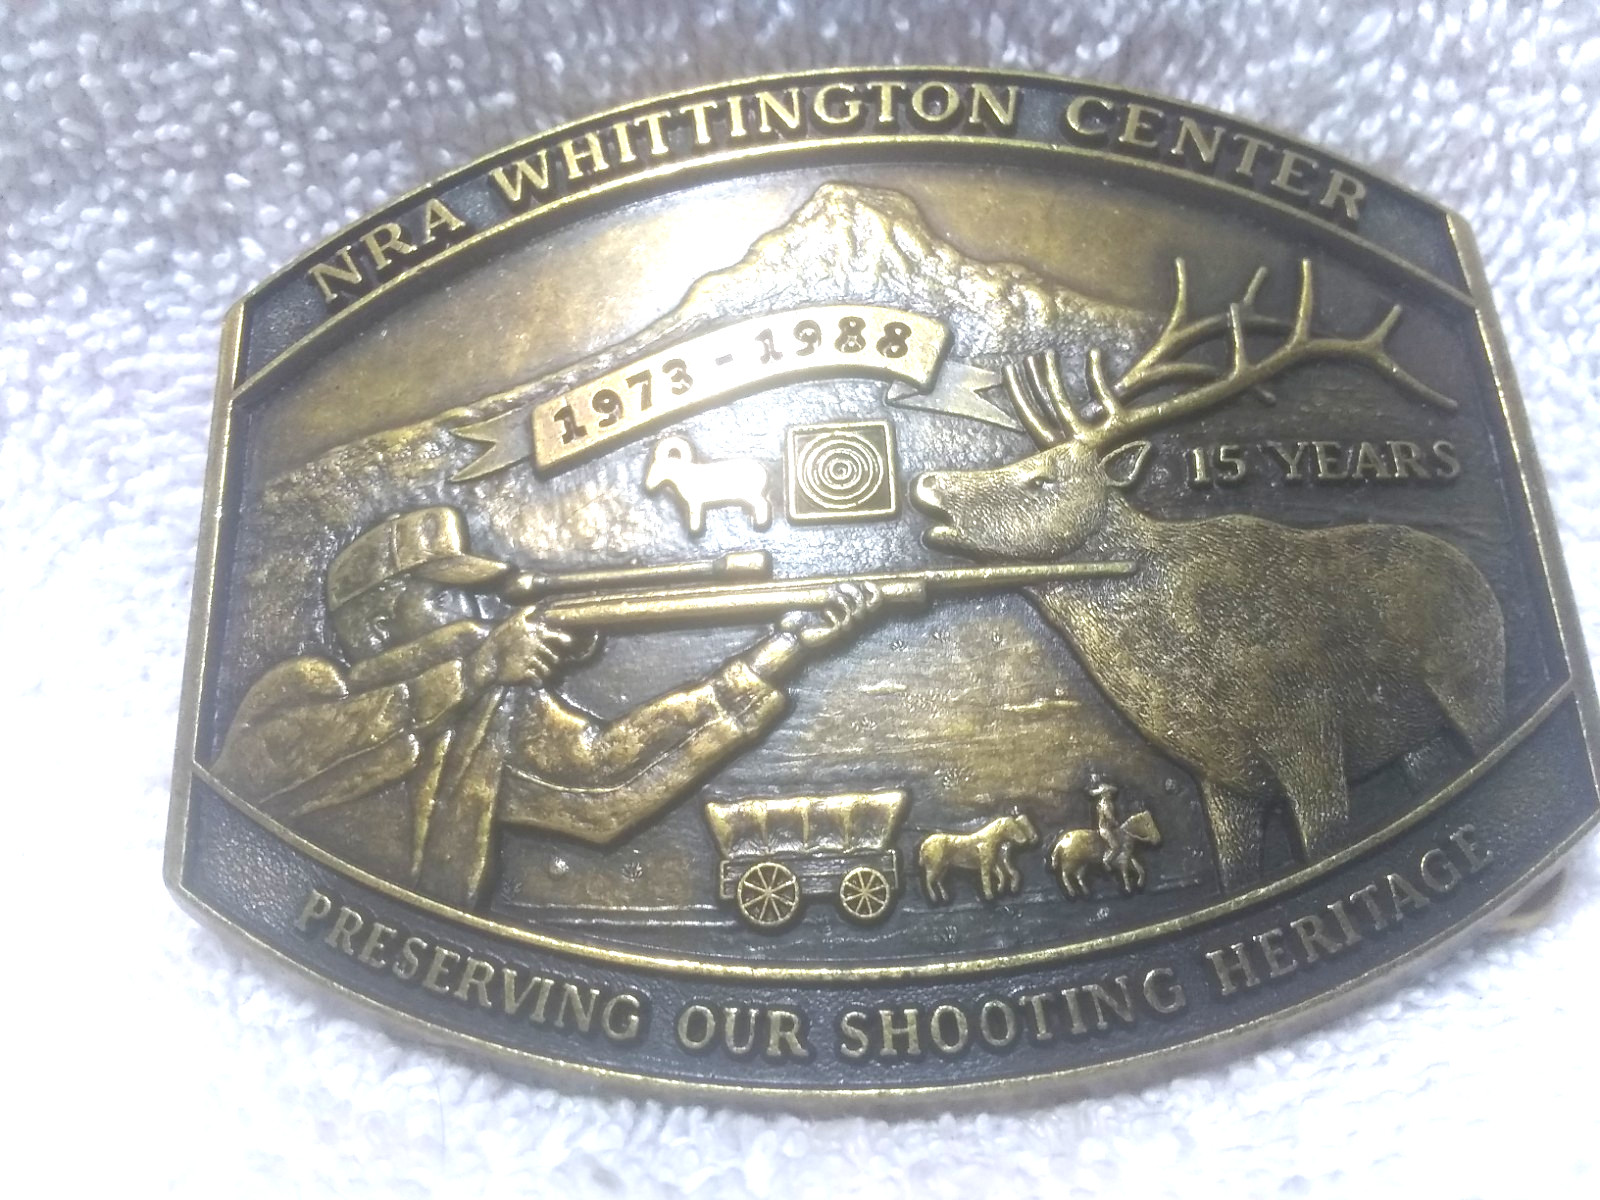 NRA WHITTINGTON CENTER
1973-1988
15 YEARS
PRESERVING OUR SHOOTING HERITAGE